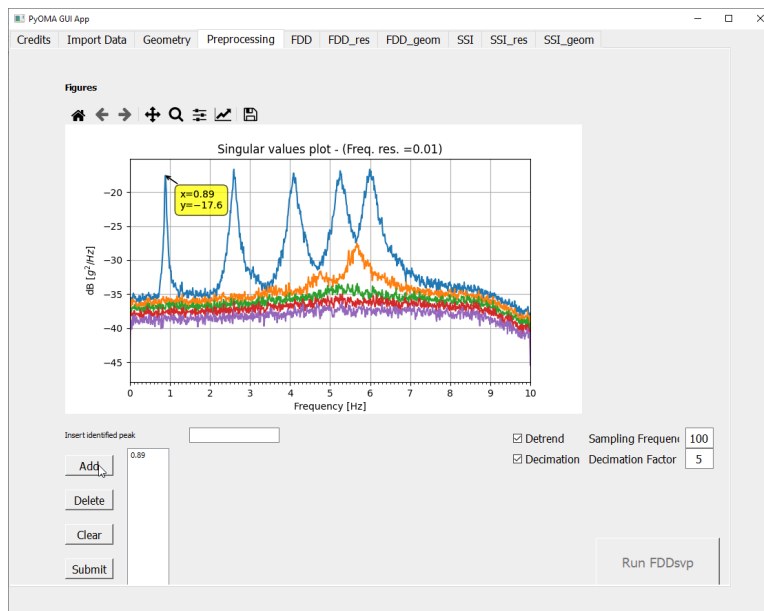 PyOMA GUI App
Credits Import Data Geometry Preprocessing FDD FDD_res FDD_geom SSI SSI_res SSI_geom
Figures
Singular values plot - (Freq. res. =0.01)
x=0.89
y=−17.6
−20
−25
−30
−35
−40
−45
dB [g²/Hz]
0 1 2 3 4 5 6 7 8 9 10
Frequency [Hz]
Insert identified peak
Detrend Sampling Frequen 100
Decimation Decimation Factor 5
0.89
Add
Delete
Clear
Submit
Run FDDsvp